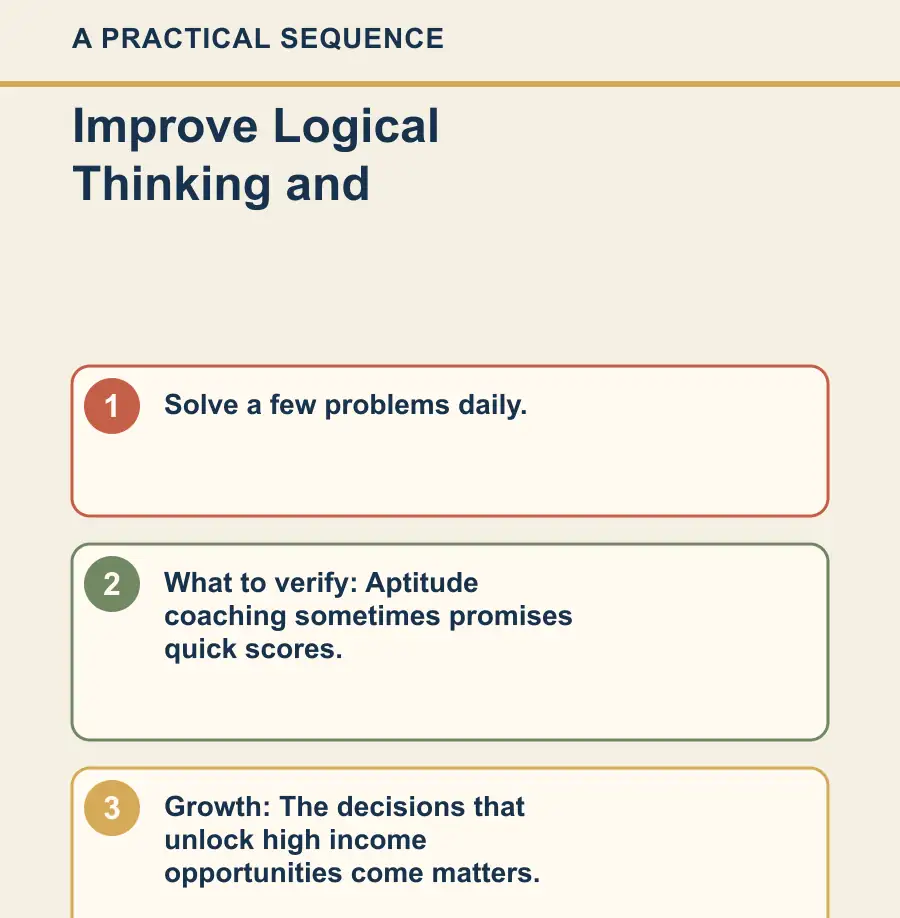 A PRACTICAL SEQUENCE
Improve Logical
Thinking and
1
Solve a few problems daily.
2
What to verify: Aptitude
coaching sometimes promises
quick scores.
3
Growth: The decisions that
unlock high income
opportunities come matters.